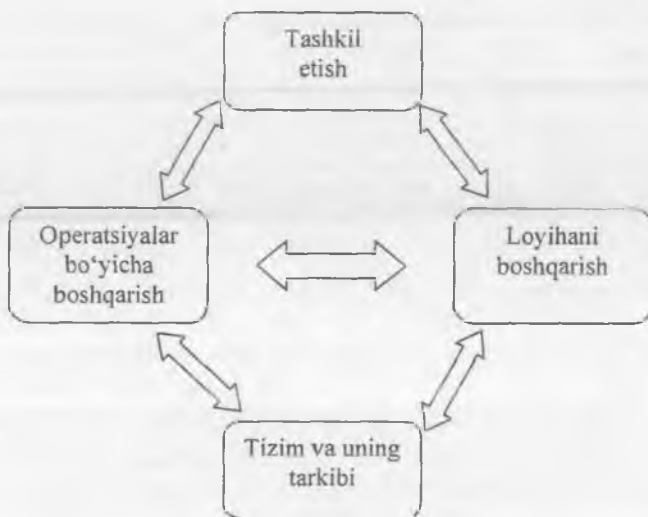 Tashkil
etish
Operatsiyalar
bo‘yicha
boshqarish
Loyihani
boshqarish
Tizim va uning
tarkibi